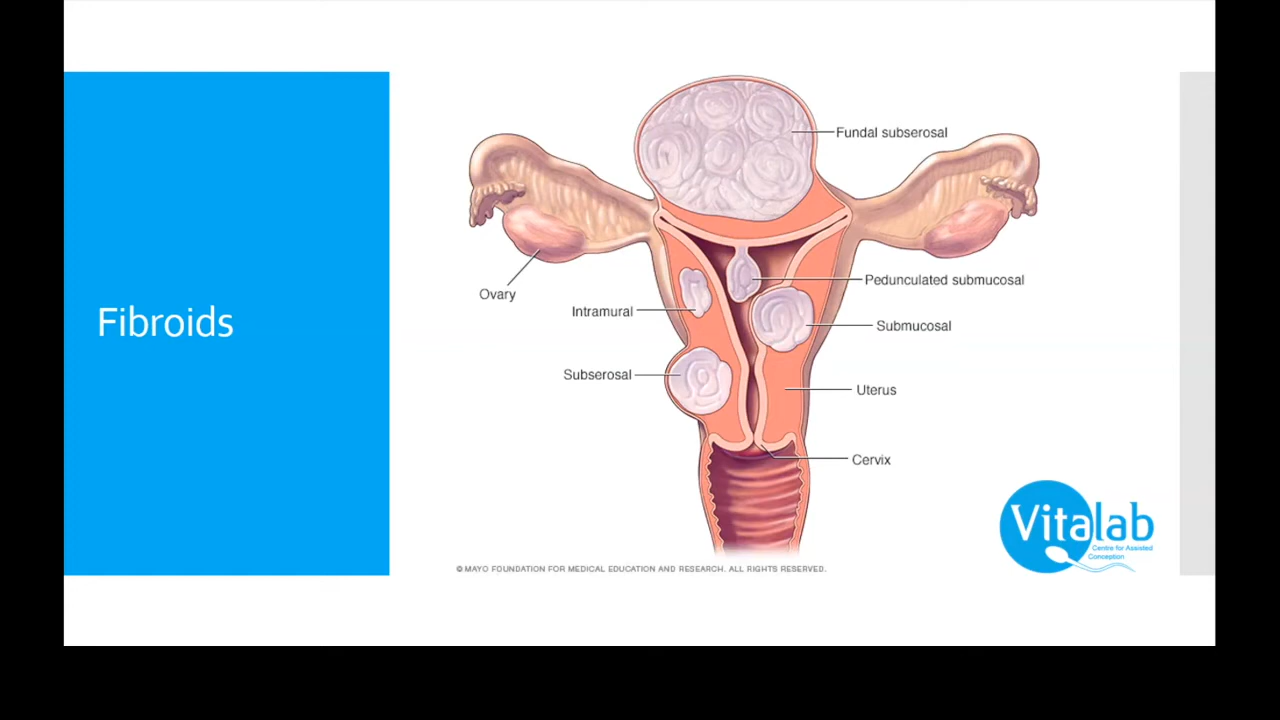 Fibroids
Fundal subserosal
Ovary
Pedunculated submucosal
Intramural
Submucosal
Subserosal
Uterus
Cervix
Vitalab
Centre for Assisted
Conception
© MAYO FOUNDATION FOR MEDICAL EDUCATION AND RESEARCH. ALL RIGHTS RESERVED.